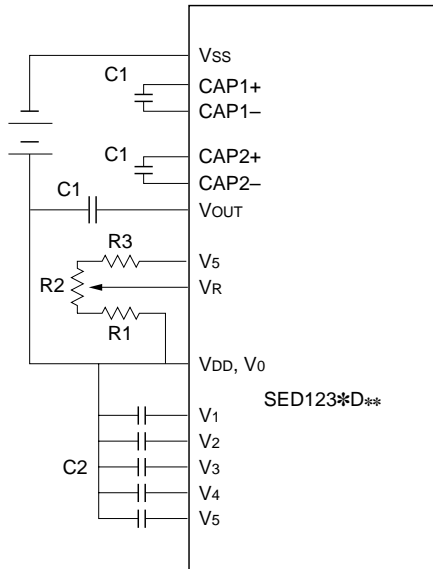 VSS
C1
CAP1+
CAP1–
C1
CAP2+
CAP2–
C1
VOUT
R3
V5
R2
VR
R1
VDD, V0
SED123*D**
V1
V2
C2
V3
V4
V5